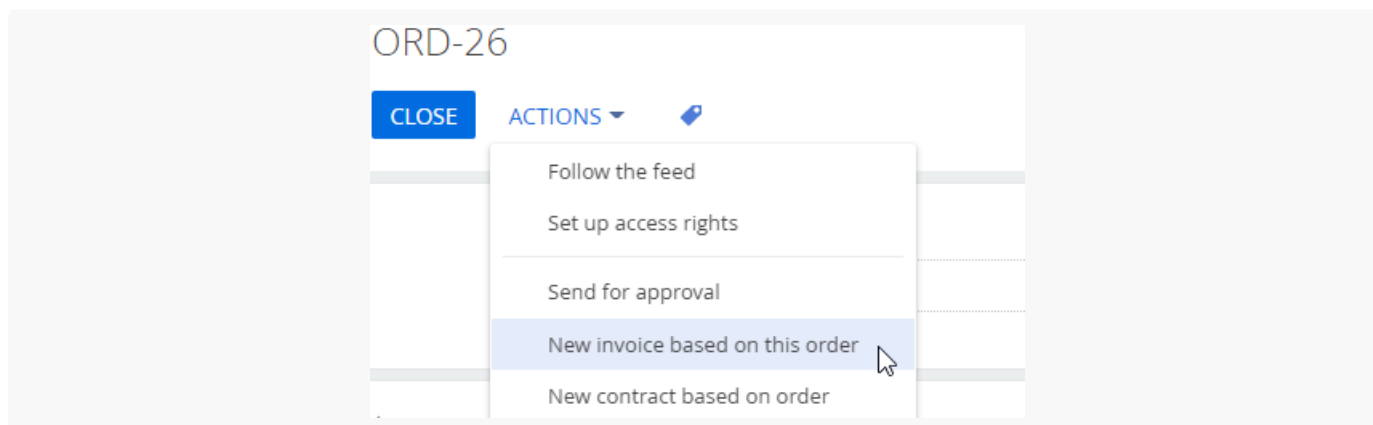 ORD-26
CLOSE ACTIONS
Follow the feed
Set up access rights
Send for approval
New invoice based on this order
New contract based on order